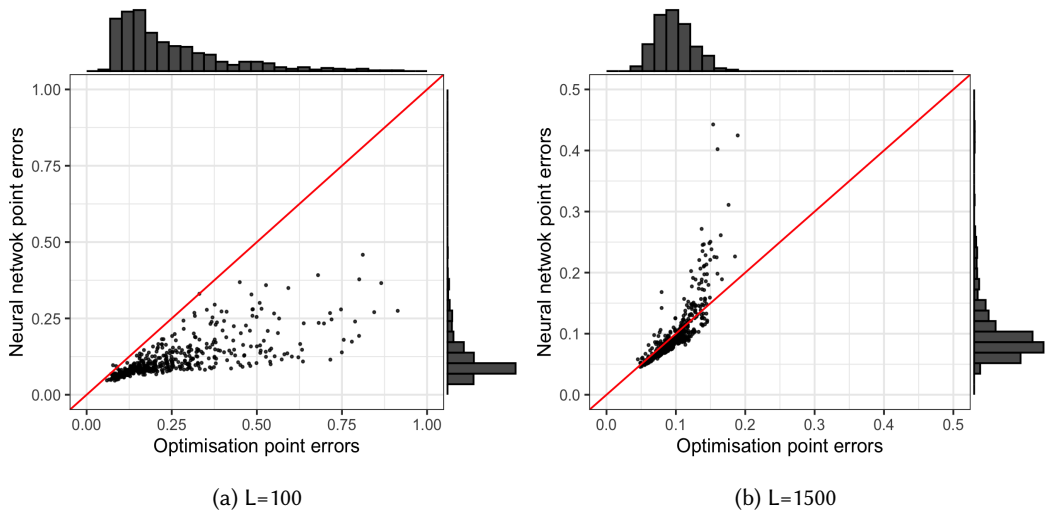 Neural netwok point errors
1.00
0.75
0.50
0.25
0.00
0.00 0.25 0.50 0.75 1.00
Optimisation point errors
(a) L=100
Neural netwok point errors
0.5
0.4
0.3
0.2
0.1
0.0
0.0 0.1 0.2 0.3 0.4 0.5
Optimisation point errors
(b) L=1500